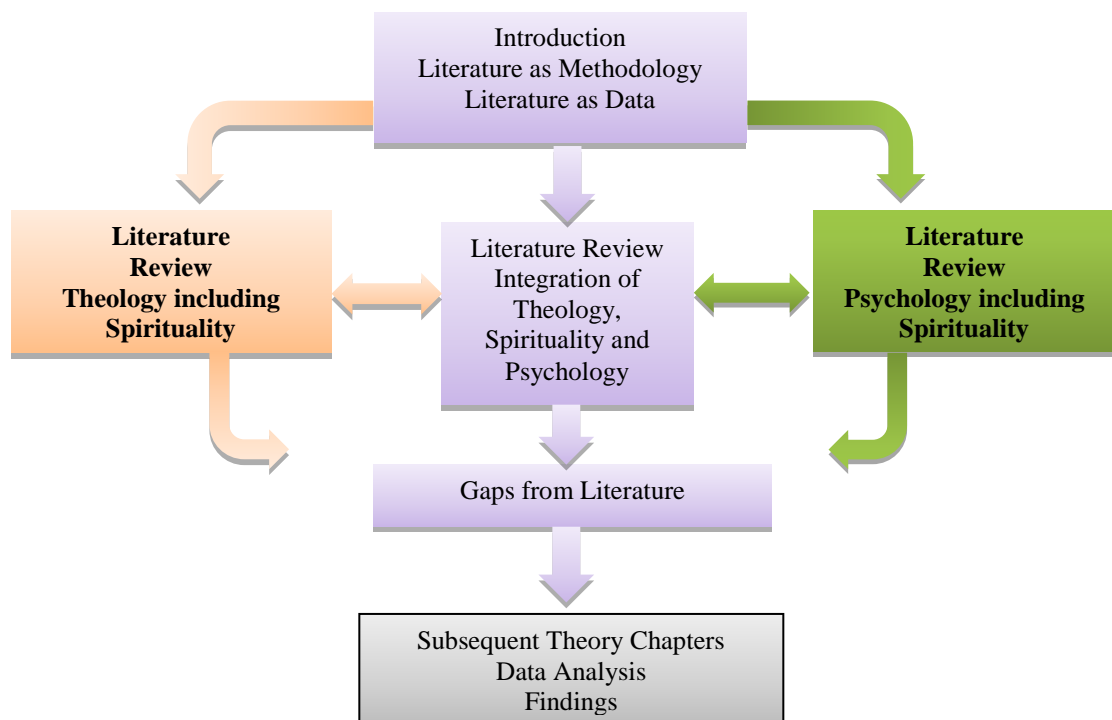 Introduction
Literature as Methodology
Literature as Data
Literature
Review
Theology including
Spirituality
Literature Review
Integration of
Theology,
Spirituality and
Psychology
Literature
Review
Psychology including
Spirituality
Gaps from Literature
Subsequent Theory Chapters
Data Analysis
Findings